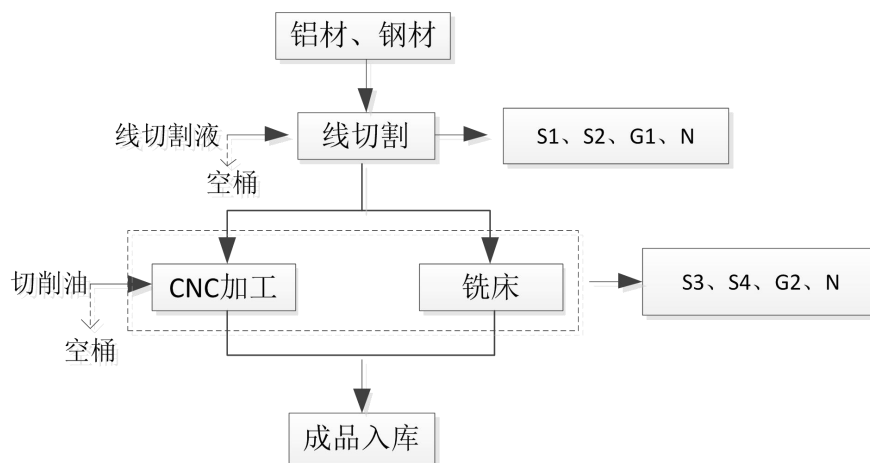 铝材、钢材
线切割液
线切割
S1、S2、G1、N
空桶
切削油
CNC加工
铣床
S3、S4、G2、N
空桶
成品入库